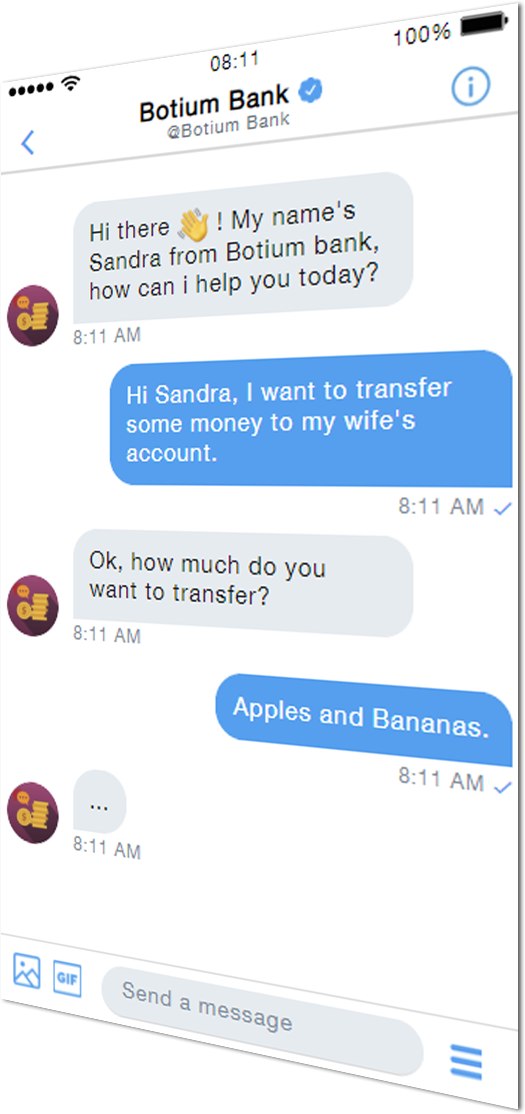 08:11
100%
Botium Bank
@Botium Bank
Hi there 👋 ! My name's
Sandra from Botium bank,
how can i help you today?
8:11 AM
Hi Sandra, I want to transfer
some money to my wife's
account.
8:11 AM
Ok, how much do you
want to transfer?
8:11 AM
Apples and Bananas.
8:11 AM
...
8:11 AM
GIF
Send a message